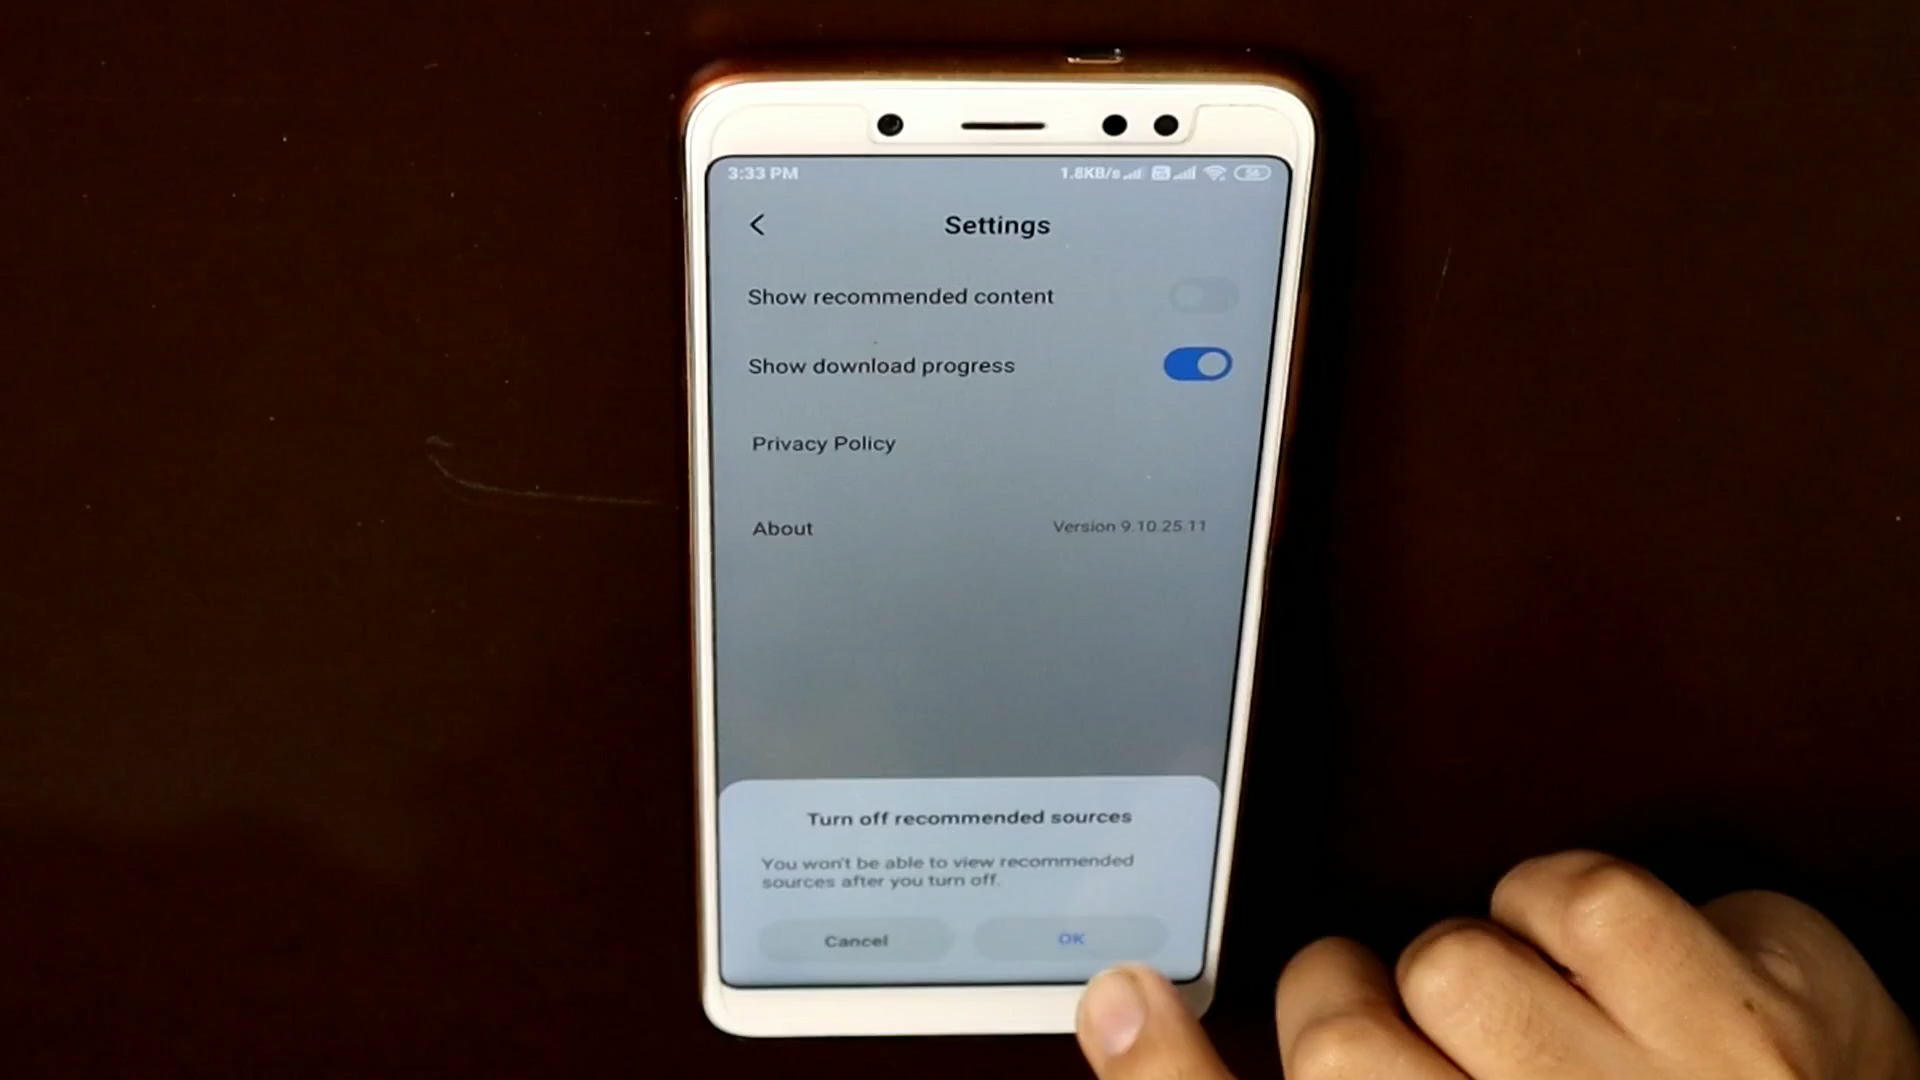 3:33 PM
1.8KB/s
56
Settings
Show recommended content
Show download progress
Privacy Policy
About
Version 9.10.25.11
Turn off recommended sources
You won't be able to view recommended
sources after you turn off.
Cancel
OK